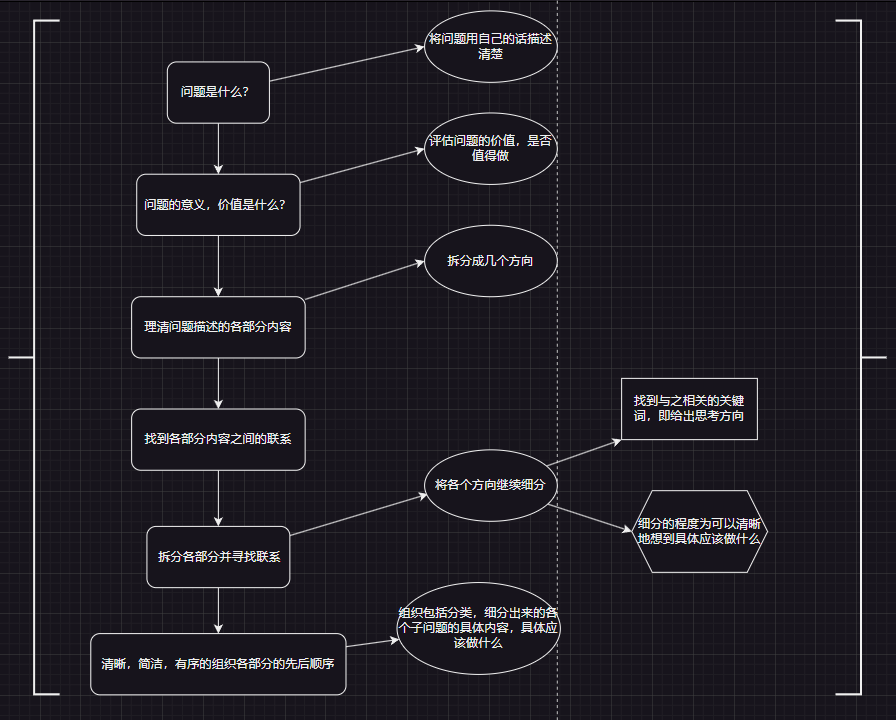 将问题用自己的话描述
清楚
问题是什么？
评估问题的价值，是否
值得做
问题的意义，价值是什么？
拆分成几个方向
理清问题描述的各部分内容
找到与之相关的关键
词，即给出思考方向
找到各部分内容之间的联系
将各个方向继续细分
细分的程度为可以清晰
地想到具体应该做什么
拆分各部分并寻找联系
组织包括分类，细分出来的各
个子问题的具体内容，具体应
该做什么
清晰，简洁，有序的组织各部分的先后顺序